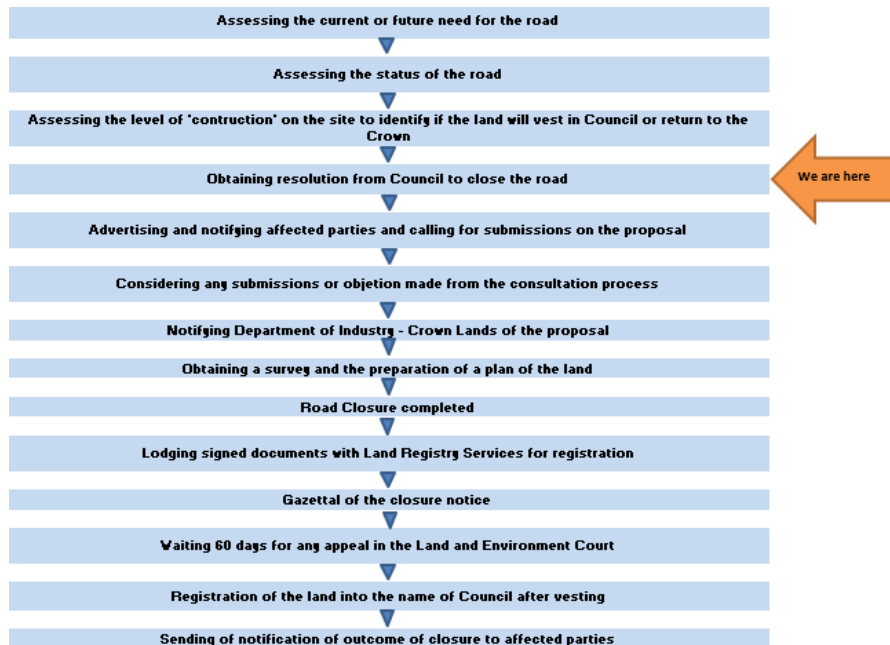 Assessing the current or future need for the road
Assessing the status of the road
Assessing the level of 'contruction' on the site to identify if the land will vest in Council or return to the
Crown
Obtaining resolution from Council to close the road
We are here
Advertising and notifying affected parties and calling for submissions on the proposal
Considering any submissions or objetion made from the consultation process
Notifying Department of Industry - Crown Lands of the proposal
Obtaining a survey and the preparation of a plan of the land
Road Closure completed
Lodging signed documents with Land Registry Services for registration
Gazettal of the closure notice
Waiting 60 days for any appeal in the Land and Environment Court
Registration of the land into the name of Council after vesting
Sending of notification of outcome of closure to affected parties